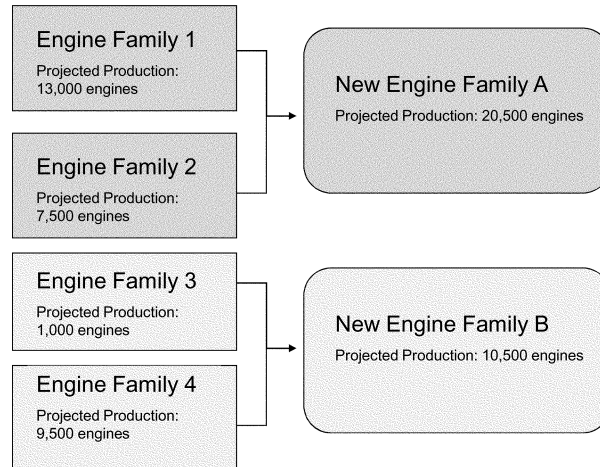 Engine Family 1
Projected Production:
13,000 engines
Engine Family 2
Projected Production:
7,500 engines
New Engine Family A
Projected Production: 20,500 engines
Engine Family 3
Projected Production:
1,000 engines
Engine Family 4
Projected Production:
9,500 engines
New Engine Family B
Projected Production: 10,500 engines